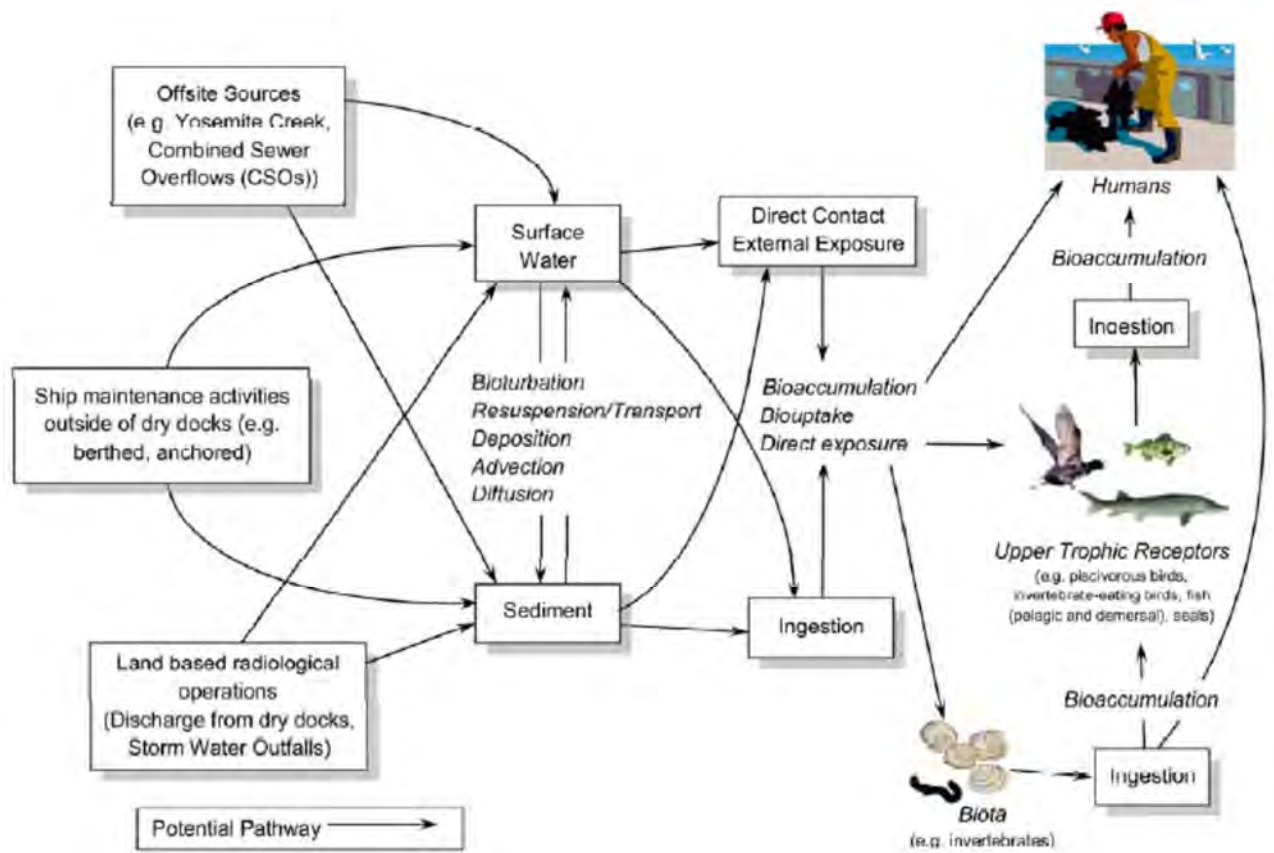 Offsite Sources
(e.g. Yosemite Creek,
Combined Sewer
Overflows (CSOs))
Ship maintenance activities
outside of dry docks (e.g.
berthed, anchored)
Land based radiological
operations
(Discharge from dry docks,
Storm Water Outfalls)
Potential Pathway
Surface
Water
Bioturbation
Resuspension/Transport
Deposition
Advection
Diffusion
Sediment
Direct Contact
External Exposure
Bioaccumulation
Biouptake
Direct exposure
Ingestion
Humans
Bioaccumulation
Ingestion
Upper Trophic Receptors
(e.g. piscivorous birds,
invertebrate-eating birds, fish
(pelagic and demersal), seals)
Bioaccumulation
Ingestion
Biota
(e.g. invertebrates)